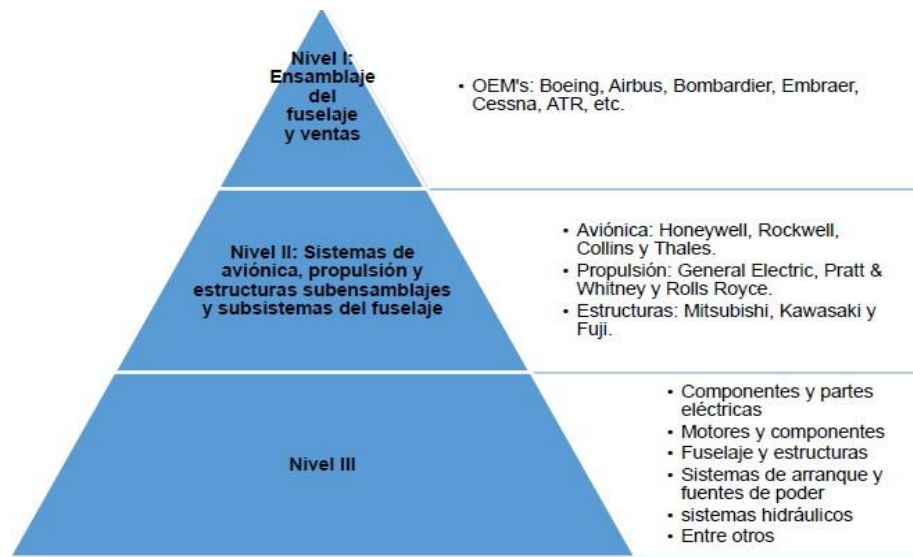 Nivel I:
Ensamblaje
del
fuselaje
y ventas
• OEM's: Boeing, Airbus, Bombardier, Embraer,
Cessna, ATR, etc.
Nivel II: Sistemas de
aviónica, propulsión y
estructuras subensamblajes
y subsistemas del fuselaje
• Aviónica: Honeywell, Rockwell,
Collins y Thales.
• Propulsión: General Electric, Pratt &
Whitney y Rolls Royce.
• Estructuras: Mitsubishi, Kawasaki y
Fuji.
Nivel III
• Componentes y partes
eléctricas
• Motores y componentes
• Fuselaje y estructuras
• Sistemas de arranque y
fuentes de poder
• sistemas hidráulicos
• Entre otros